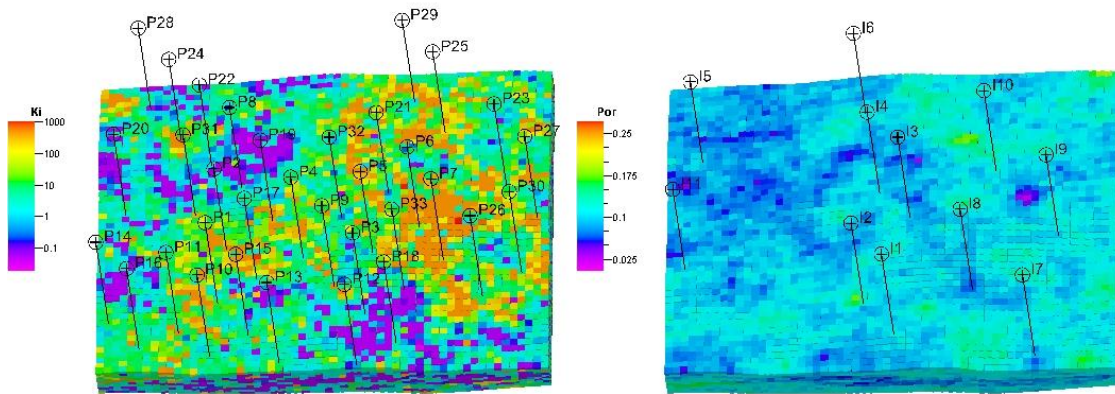 P28
P29
P24
P25
P22
Ki
P8
P21
P23
1000
P20
P31
P19
P32
P27
100
P6
P2
P5
P4
P7
10
P17
P30
P9
P33
1
P26
P1
P3
0.1
P14
P11
P15
P18
P16
P10
P13
P12
I6
I5
I10
Por
I4
0.25
I3
I9
0.175
I11
I8
0.1
I2
I1
0.025
I7